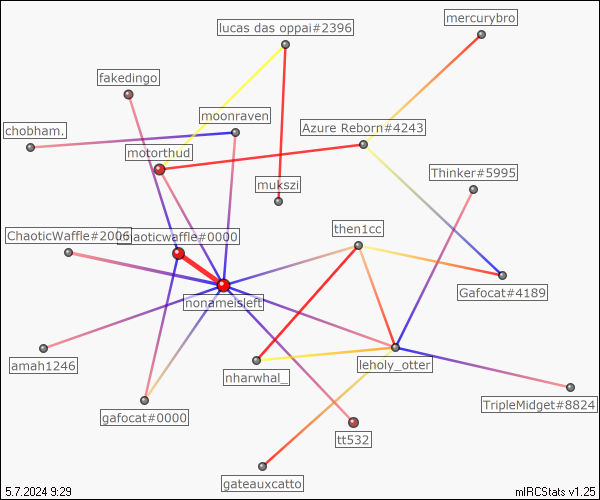 mercurybro
lucas das oppai#2396
fakedingo
moonraven
Azure Reborn#4243
chobham.
motorthud
Thinker#5995
mukszi
then1cc
ChaoticWaffle#2006
chaoticwaffle#0000
Gafocat#4189
nonameisleft
leholy_otter
amah1246
nharwhal_
TripleMidget#8824
gafocat#0000
tt532
gateauxcatto
5.7.2024 9:29
mIRCStats v1.25